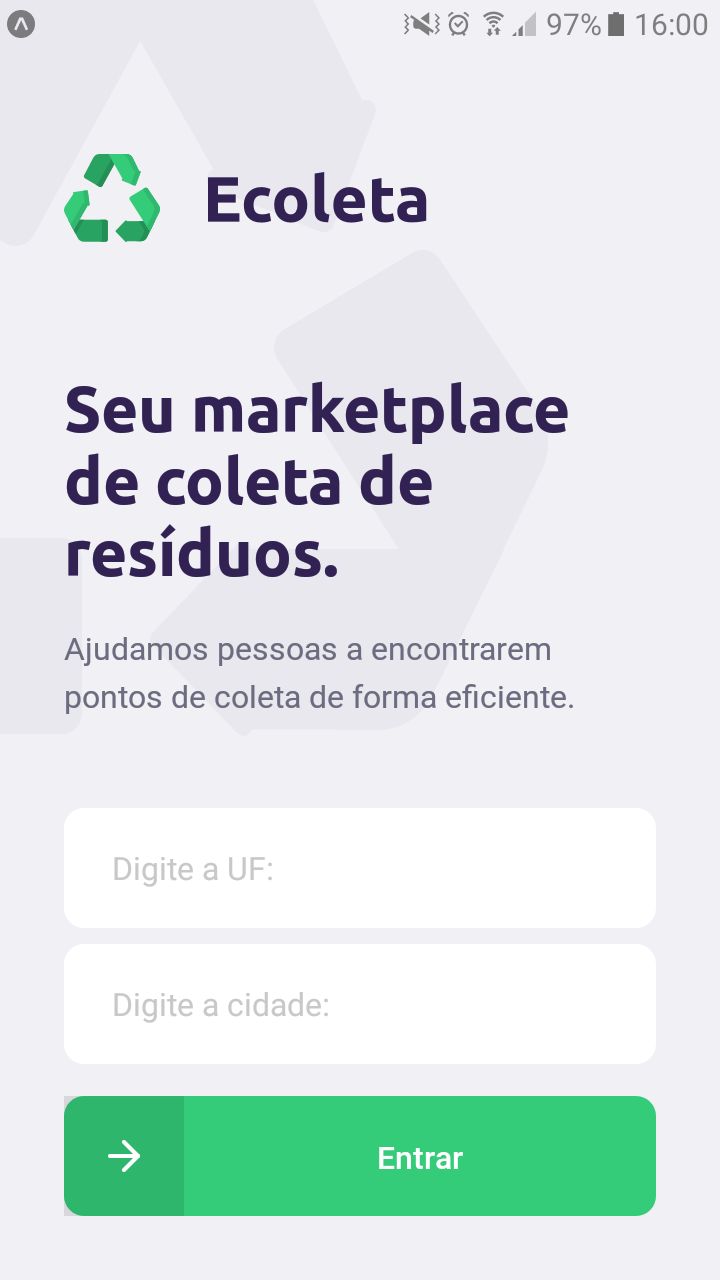 97% 16:00
Ecoleta
Seu marketplace
de coleta de
resíduos.
Ajudamos pessoas a encontrarem
pontos de coleta de forma eficiente.
Digite a UF:
Digite a cidade:
Entrar